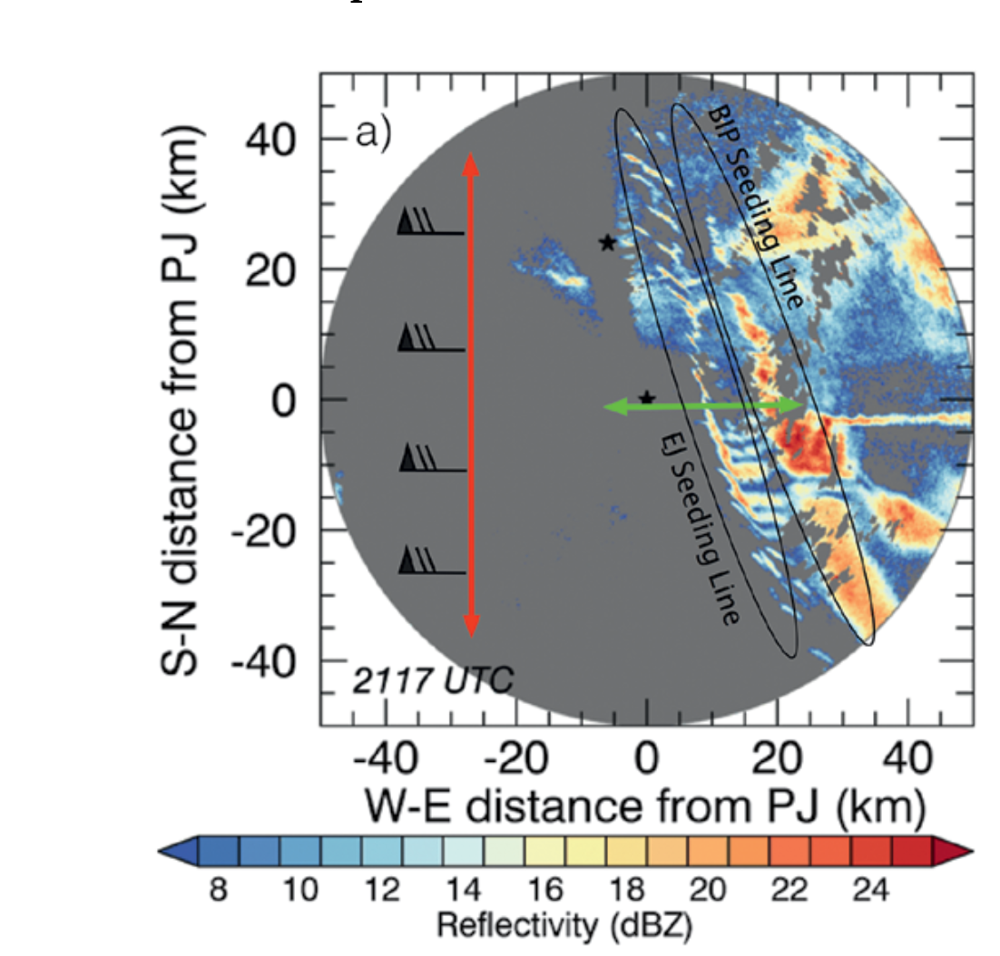 a)
BIP Seeding Line
EJ Seeding Line
2117 UTC
S-N distance from PJ (km)
40
20
0
-20
-40
-40 -20 0 20 40
W-E distance from PJ (km)
8 10 12 14 16 18 20 22 24
Reflectivity (dBZ)